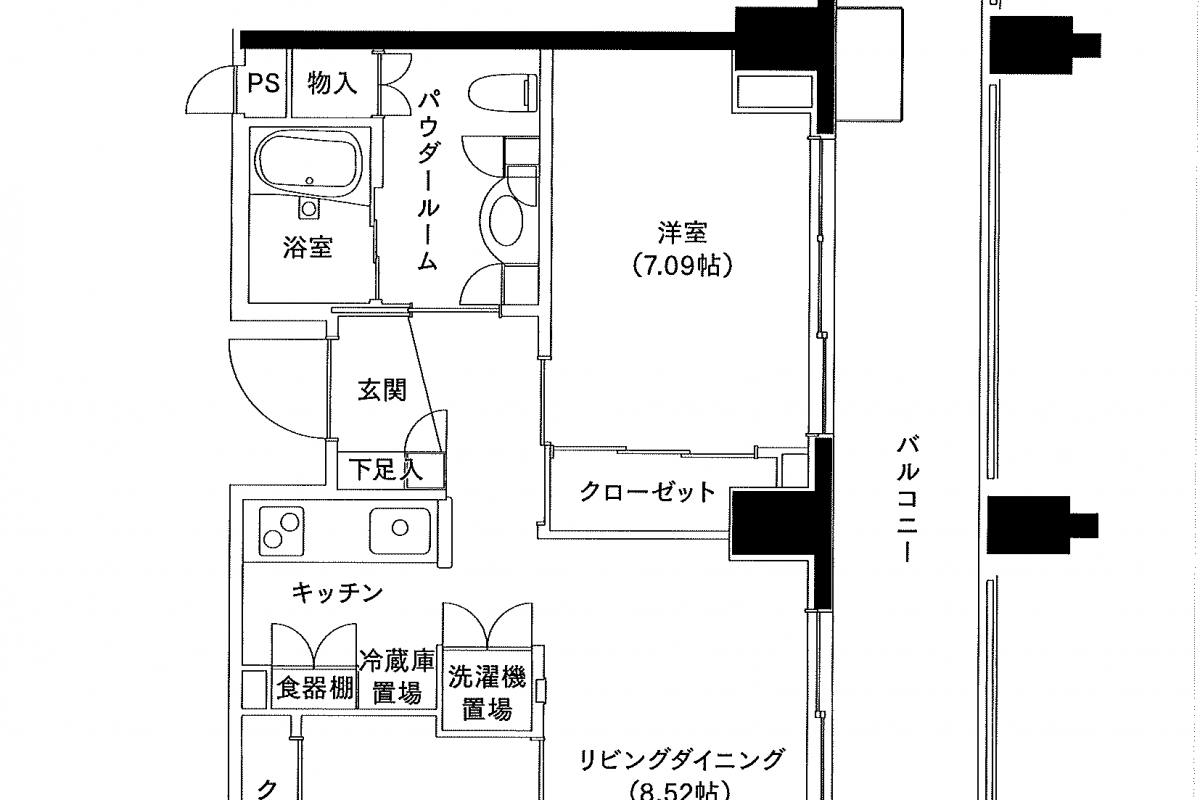 PS
物入
パウダールーム
浴室
洋室
（7.09帖）
玄関
下足入
クローゼット
バルコニー
キッチン
食器棚
冷蔵庫
置場
洗濯機
置場
リビングダイニング
（8.52帖）
ク